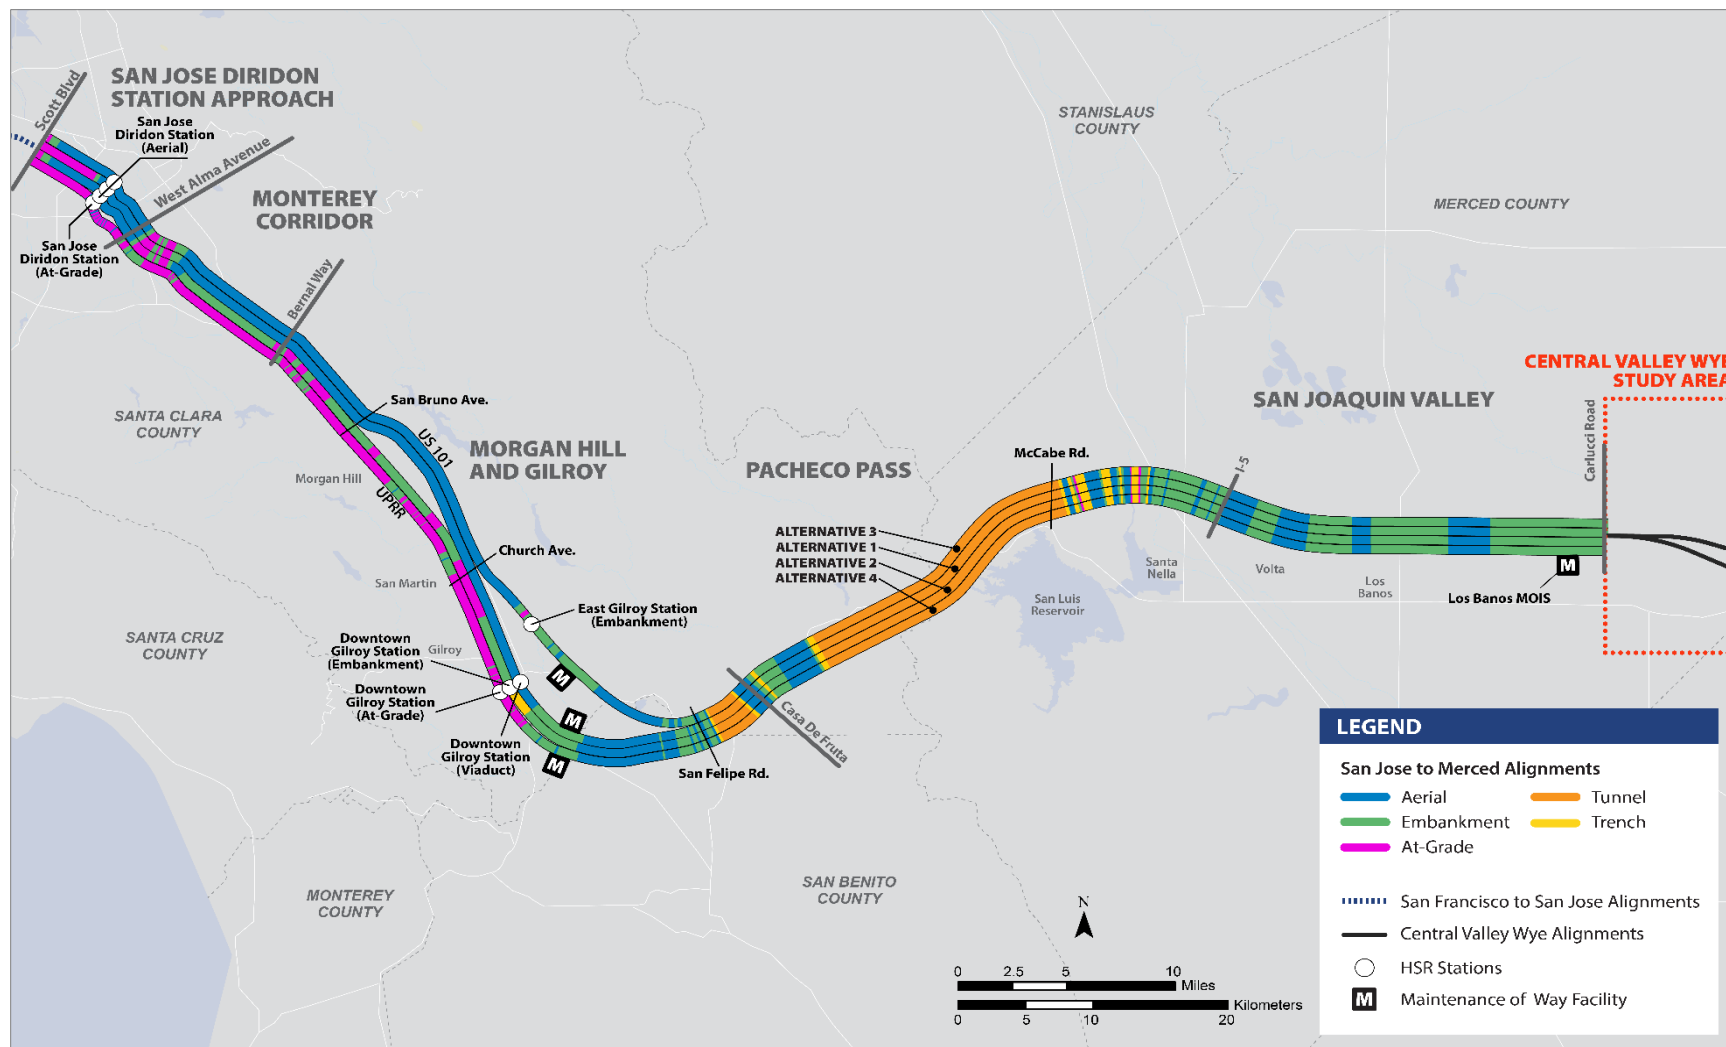 SAN JOSE DIRIDON
STATION APPROACH
Scott Blvd
San Jose
Diridon Station
(Aerial)
West Alma Avenue
MONTEREY
CORRIDOR
San Jose
Diridon Station
(At-Grade)
Bernal Way
STANISLAUS
COUNTY
MERCED COUNTY
CENTRAL VALLEY WYE
STUDY AREA
SANTA CLARA
COUNTY
San Bruno Ave.
US 101
MORGAN HILL
AND GILROY
Morgan Hill
UPRR
PACHECO PASS
McCabe Rd.
SAN JOAQUIN VALLEY
Carlucci Road
I-5
ALTERNATIVE 3
ALTERNATIVE 1
ALTERNATIVE 2
ALTERNATIVE 4
Church Ave.
San Martin
Santa
Nella
Volta
Los
Banos
M
Los Banos MOIS
San Luis
Reservoir
East Gilroy Station
(Embankment)
SANTA CRUZ
COUNTY
Downtown
Gilroy Station
(Embankment)
Gilroy
Downtown
Gilroy Station
(At-Grade)
M
M
M
Downtown
Gilroy Station
(Viaduct)
San Felipe Rd.
Casa De Fruta
MONTEREY
COUNTY
SAN BENITO
COUNTY
N
0 2.5 5 10
Miles
Kilometers
0 5 10 20
LEGEND
San Jose to Merced Alignments
Aerial
Tunnel
Embankment
Trench
At-Grade
San Francisco to San Jose Alignments
Central Valley Wye Alignments
HSR Stations
M Maintenance of Way Facility